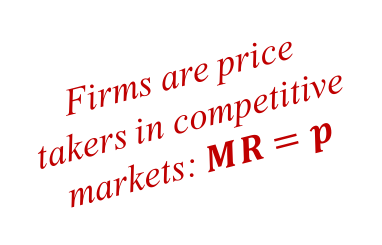 Firms are price
takers in competitive
markets: MR = p